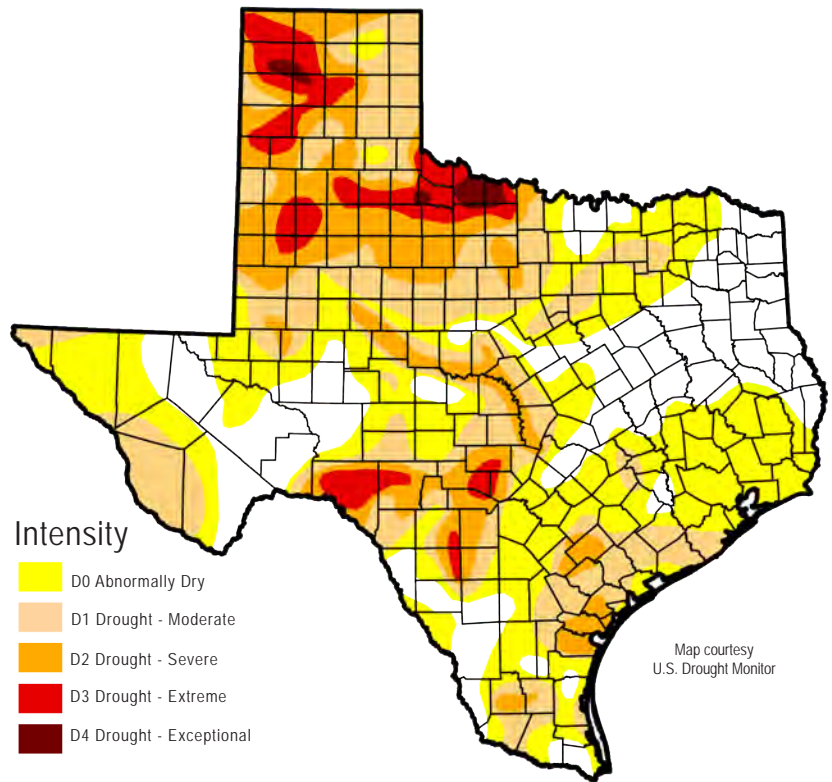 Intensity
D0 Abnormally Dry
D1 Drought - Moderate
D2 Drought - Severe
D3 Drought - Extreme
D4 Drought - Exceptional
Map courtesy
U.S. Drought Monitor